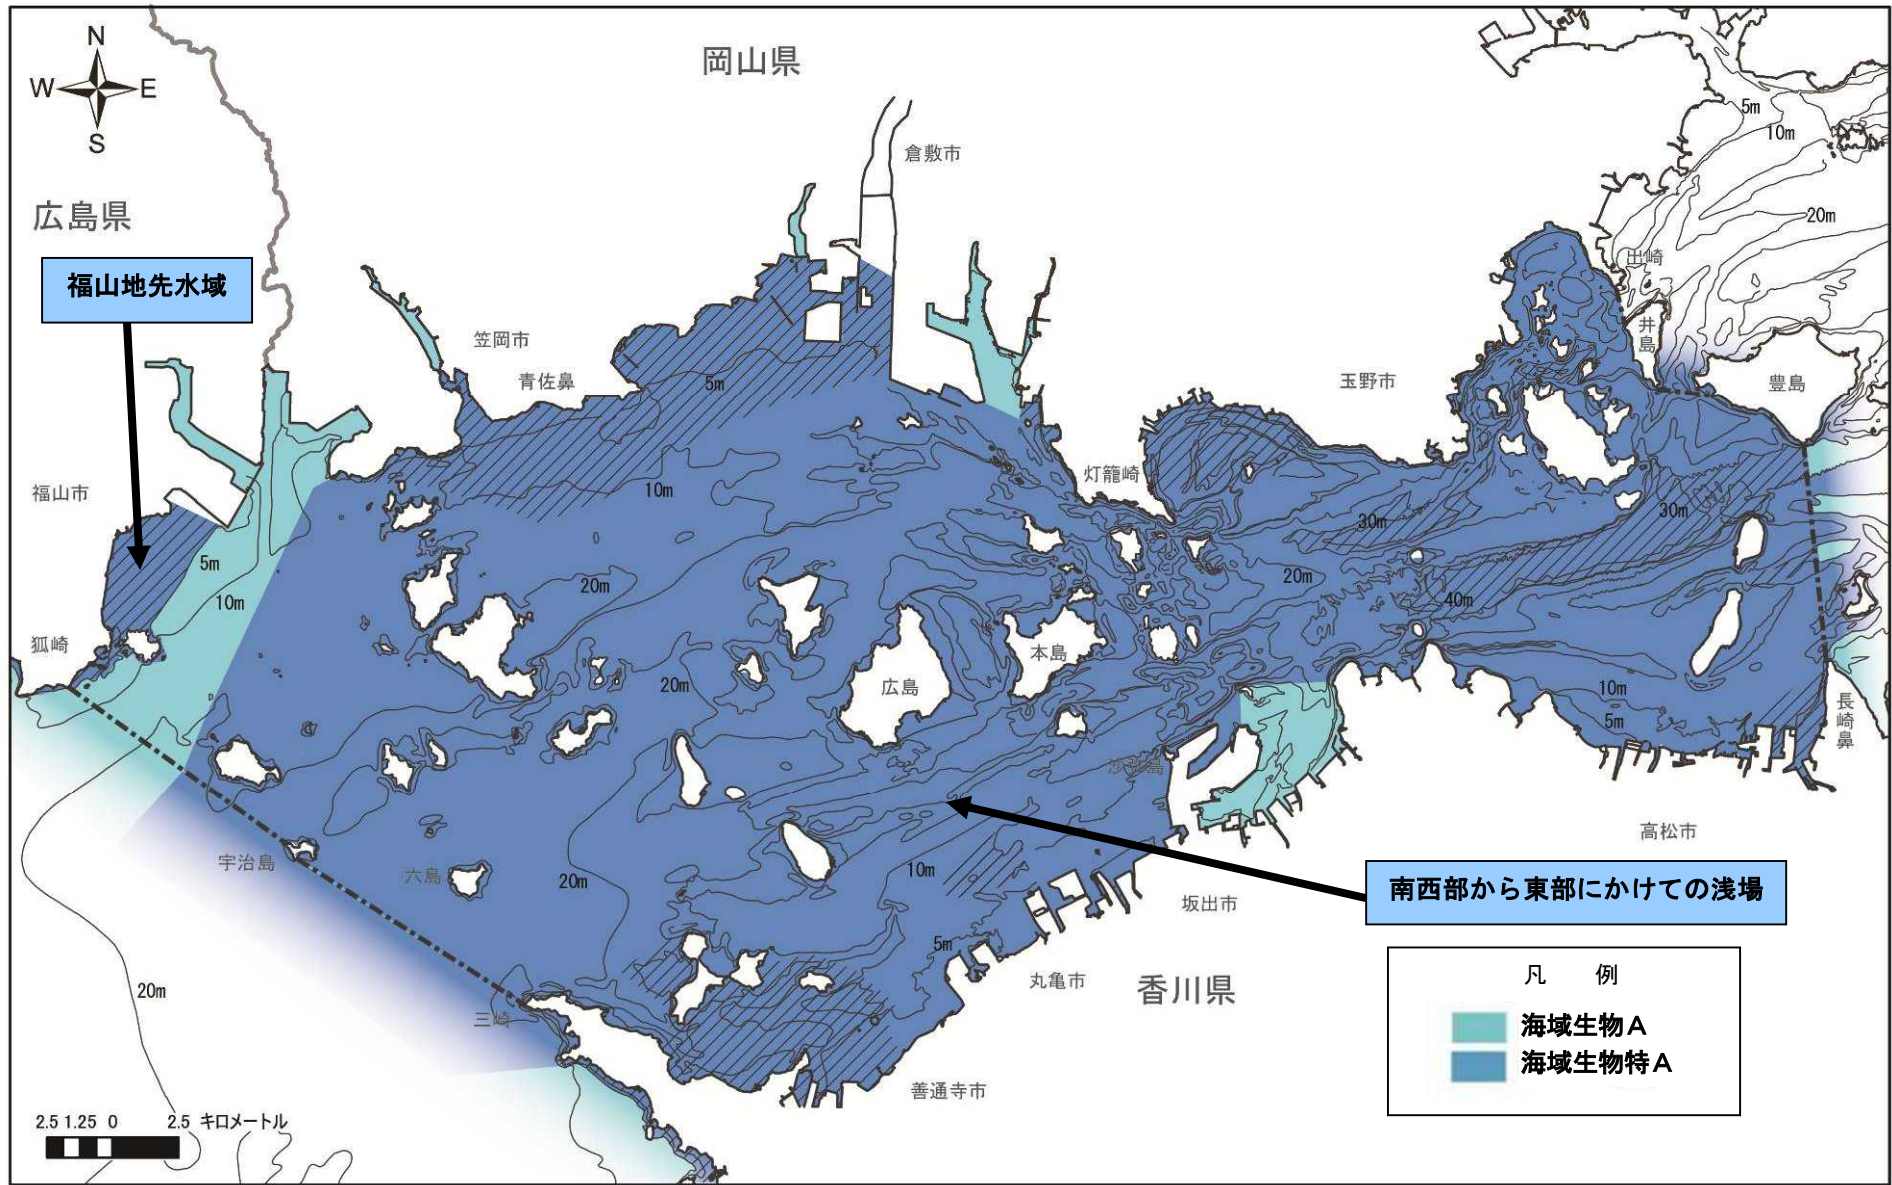 N
W E
S
岡山県
広島県
倉敷市
福山地先水域
笠岡市
青佐鼻
5m
玉野市
出崎
井島
豊島
5m
10m
20m
福山市
5m
10m
狐崎
10m
20m
20m
灯籠崎
30m
30m
20m
40m
本島
広島
10m
5m
長崎鼻
沙弥島
高松市
宇治島
六島
20m
10m
5m
南西部から東部にかけての浅場
坂出市
丸亀市
香川県
20m
三崎
善通寺市
凡 例
海域生物A
海域生物特A
2.5 1.25 0 2.5 キロメートル